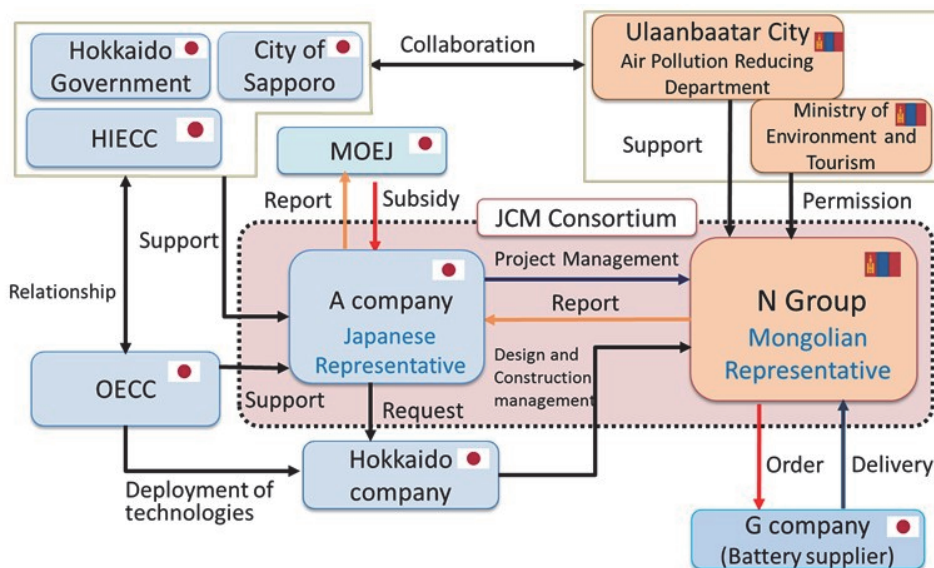 Hokkaido
Government
City of
Sapporo
HIECC
Collaboration
Ulaanbaatar City
Air Pollution Reducing
Department
Ministry of
Environment and
Tourism
MOEJ
Support
Permission
Report
Subsidy
JCM Consortium
Support
Relationship
A company
Japanese
Representative
Project Management
Report
N Group
Mongolian
Representative
OECC
Support
Request
Design and
Construction
management
Hokkaido
company
Deployment of
technologies
Order
Delivery
G company
(Battery supplier)